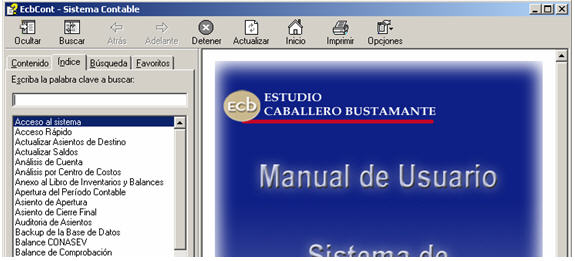 EcbCont - Sistema Contable
Ocultar Buscar Atrás Adelante Detener Actualizar Inicio Imprimir Opciones
Contenido Índice Búsqueda Favoritos
Escriba la palabra clave a buscar:
Acceso al sistema
Acceso Rápido
Actualizar Asientos de Destino
Actualizar Saldos
Análisis de Cuenta
Análisis por Centro de Costos
Anexo al Libro de Inventarios y Balances
Apertura del Período Contable
Asiento de Apertura
Asiento de Cierre Final
Auditoria de Asientos
Backup de la Base de Datos
Balance CONASEV
Balance de Comprobación
ecb ESTUDIO
CABALLERO BUSTAMANTE
Manual de Usuario
Sistema de